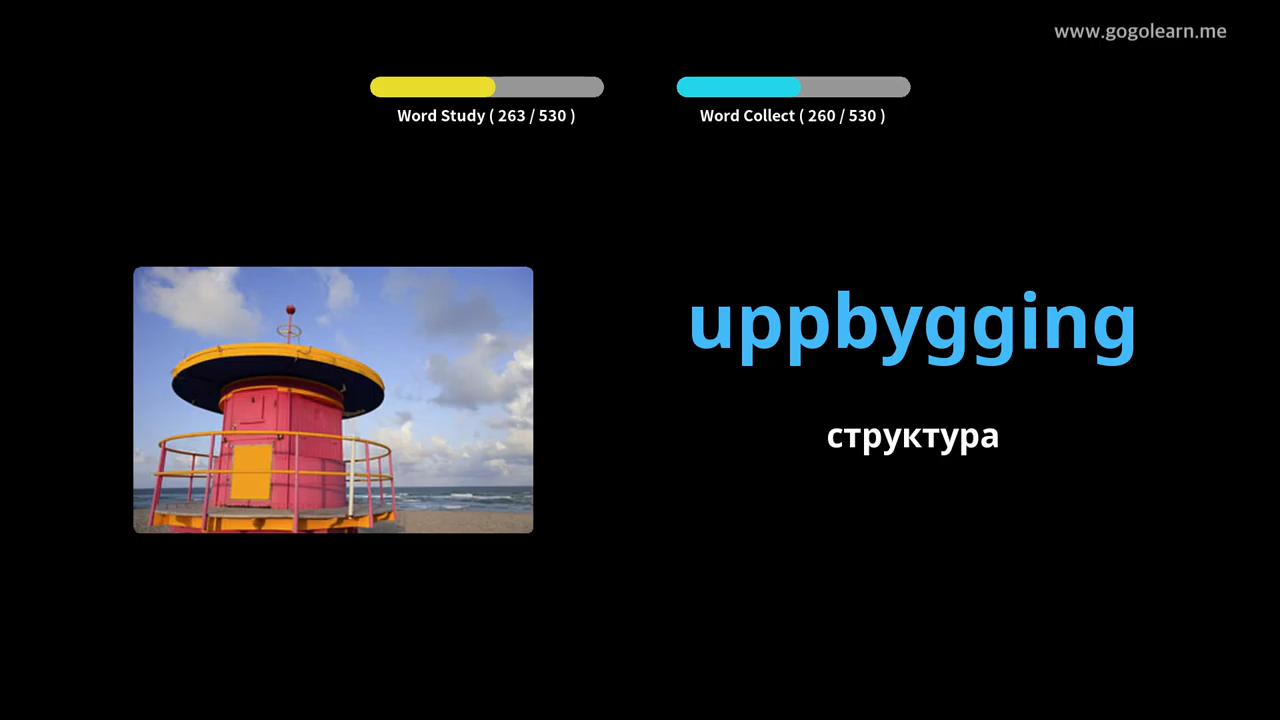 www.gogolearn.me
Word Study ( 263 / 530 )
Word Collect ( 260 / 530 )
uppbygging
структура